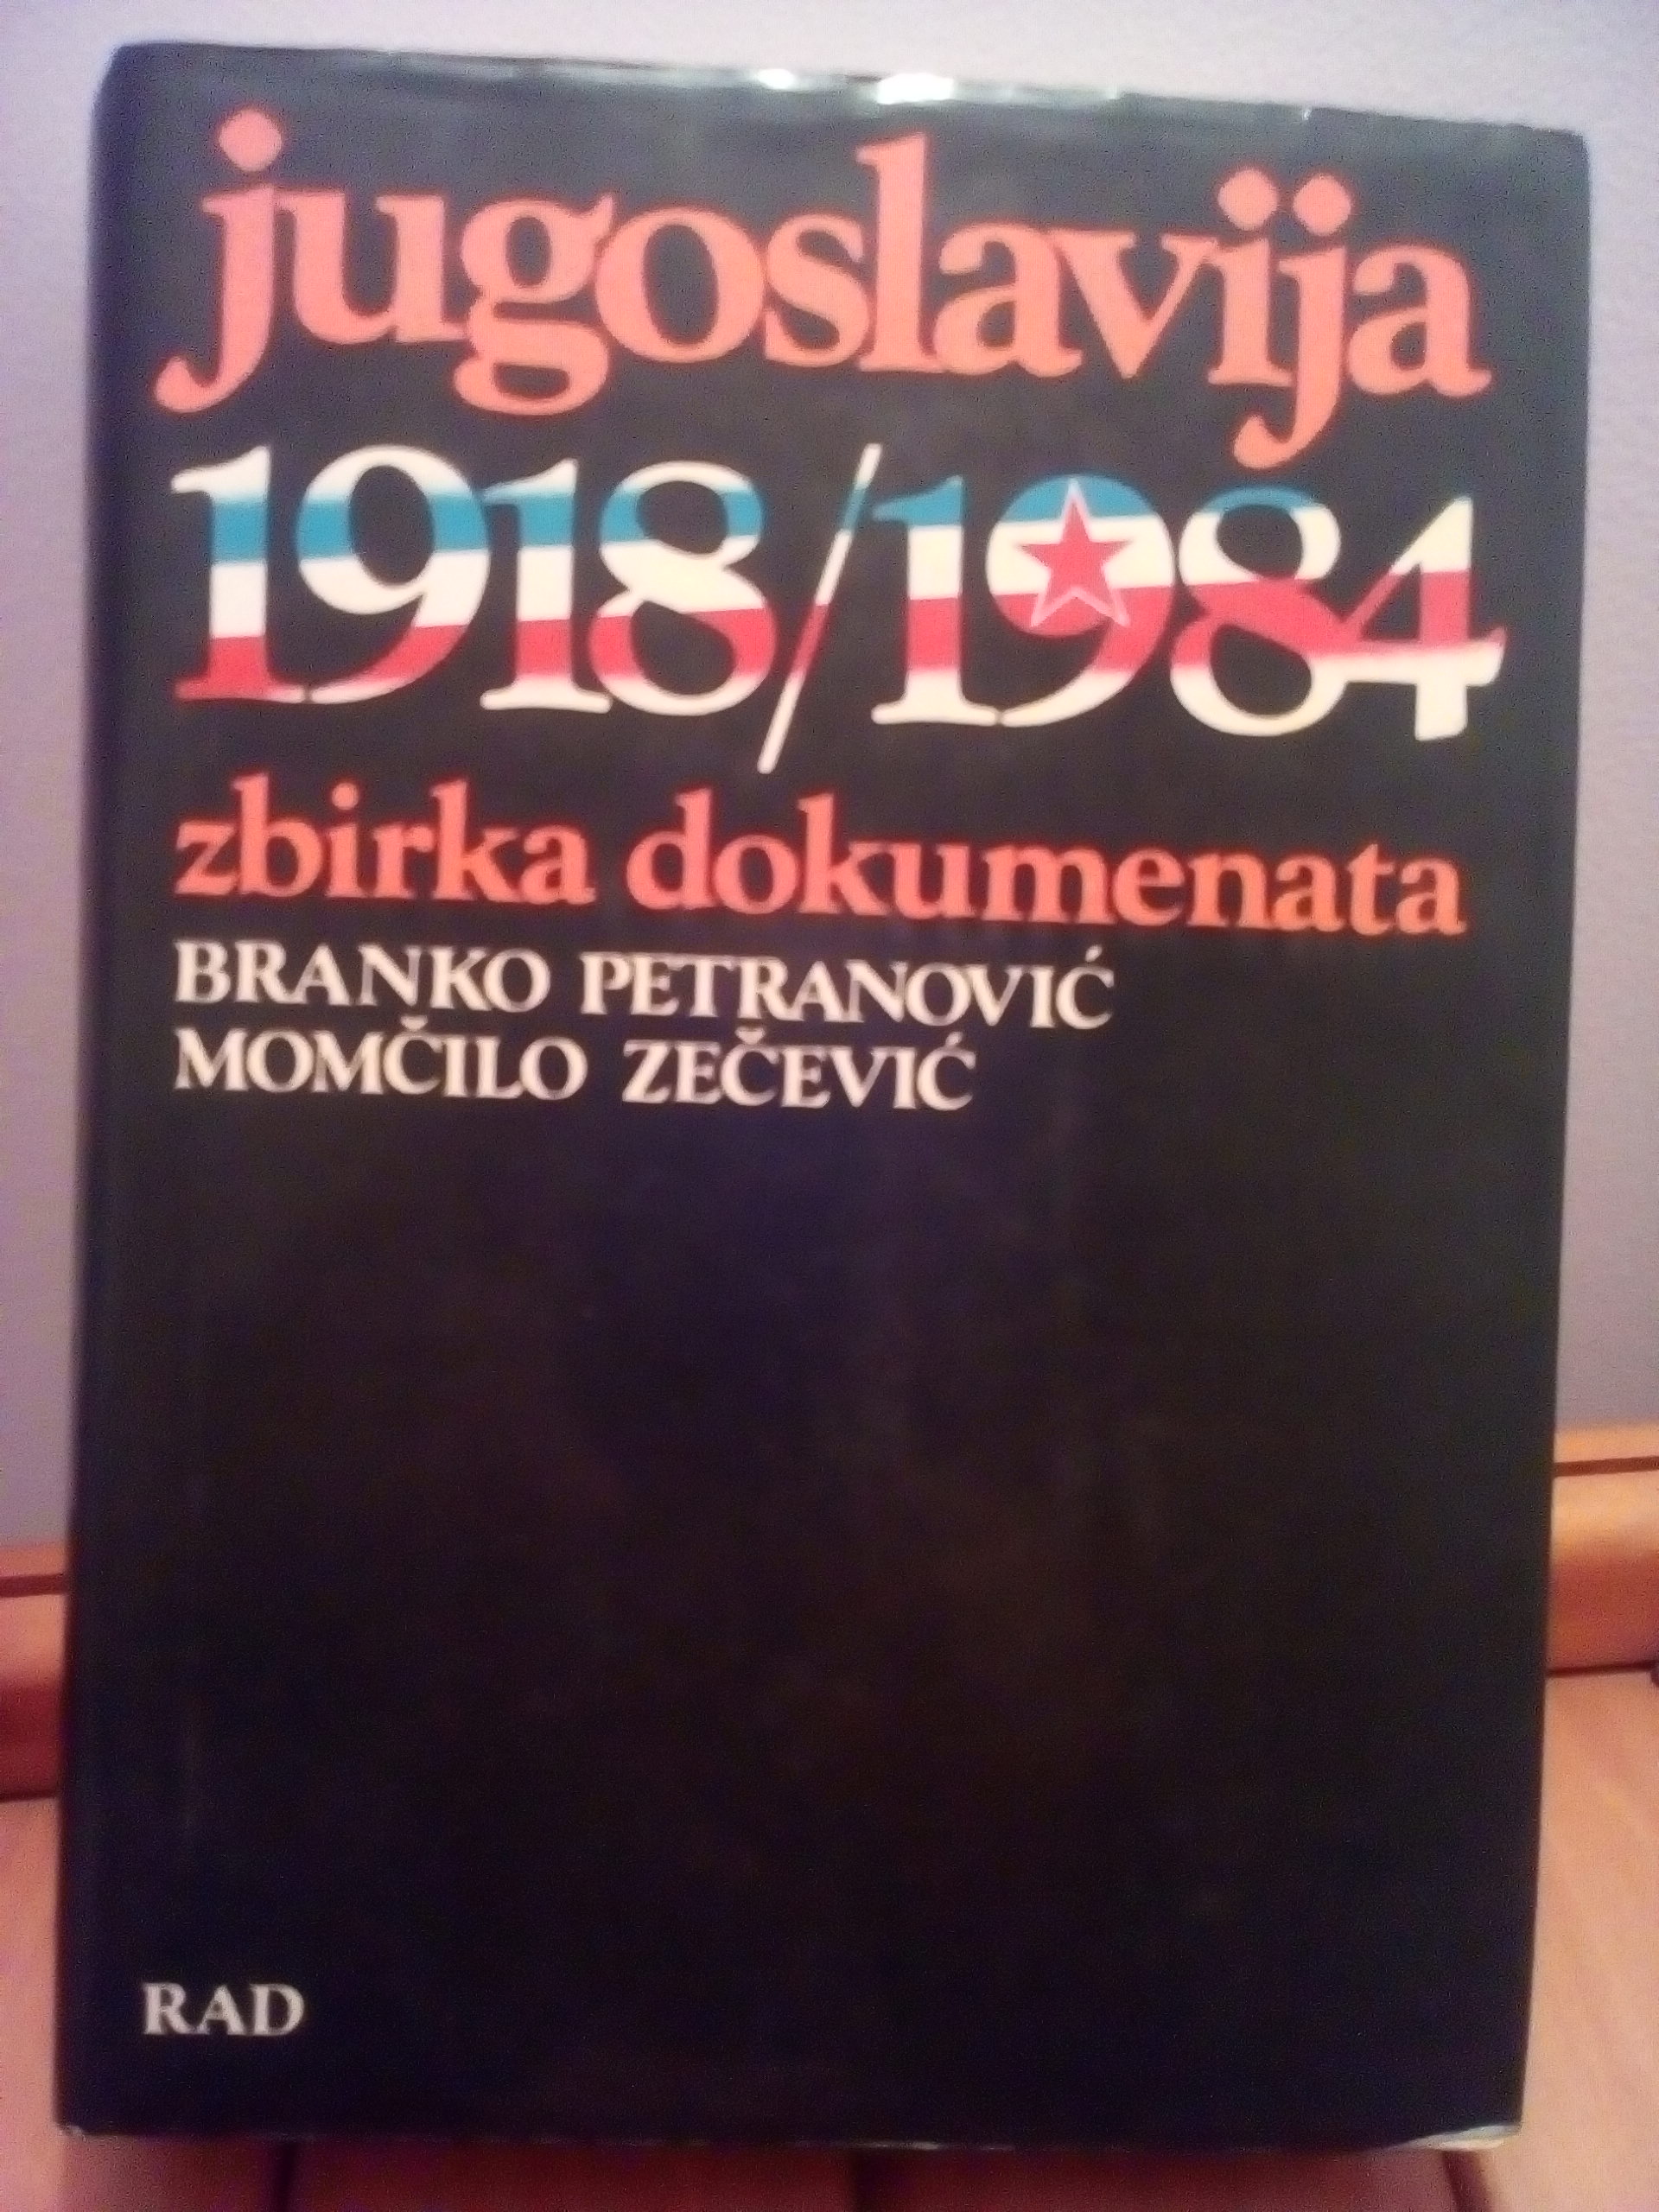 jugoslavija
1918/1984
zbirka dokumenata
BRANKO PETRANOVIĆ
MOMČILO ZEČEVIĆ
RAD